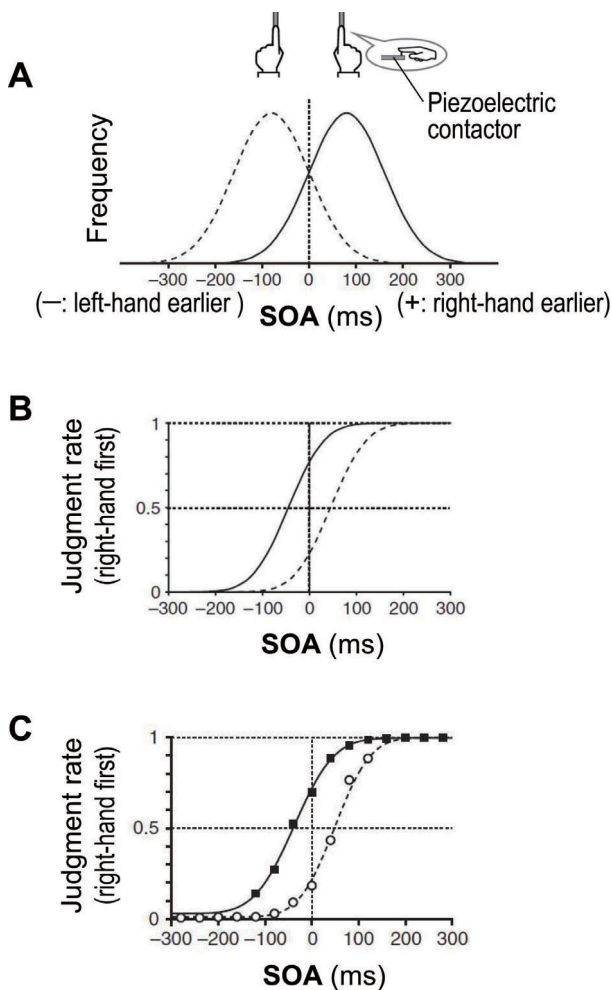 A
Piezoelectric
contactor
Frequency
−300 −200 −100 0 100 200 300
(−: left-hand earlier ) SOA (ms) (+: right-hand earlier)
B
Judgment rate
(right-hand first)
1
0.5
0
−300 −200 −100 0 100 200 300
SOA (ms)
C
Judgment rate
(right-hand first)
1
0.5
0
−300 −200 −100 0 100 200 300
SOA (ms)